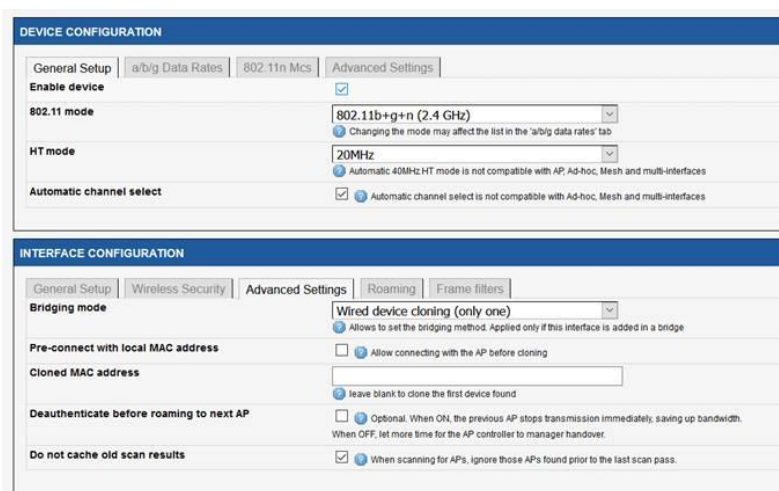 DEVICE CONFIGURATION
General Setup a/b/g Data Rates 802.11n Mcs Advanced Settings
Enable device
802.11 mode 802.11b+g+n (2.4 GHz)
Changing the mode may affect the list in the 'a/b/g data rates' tab
HT mode 20MHz
Automatic 40MHz HT mode is not compatible with AP, Ad-hoc, Mesh and multi-interfaces
Automatic channel select Automatic channel select is not compatible with Ad-hoc, Mesh and multi-interfaces
INTERFACE CONFIGURATION
General Setup Wireless Security Advanced Settings Roaming Frame filters
Bridging mode Wired device cloning (only one)
Allows to set the bridging method. Applied only if this interface is added in a bridge
Pre-connect with local MAC address Allow connecting with the AP before cloning
Cloned MAC address
leave blank to clone the first device found
Deauthenticate before roaming to next AP Optional. When ON, the previous AP stops transmission immediately, saving up bandwidth.
When OFF, let more time for the AP controller to manager handover.
Do not cache old scan results When scanning for APs, ignore those APs found prior to the last scan pass.